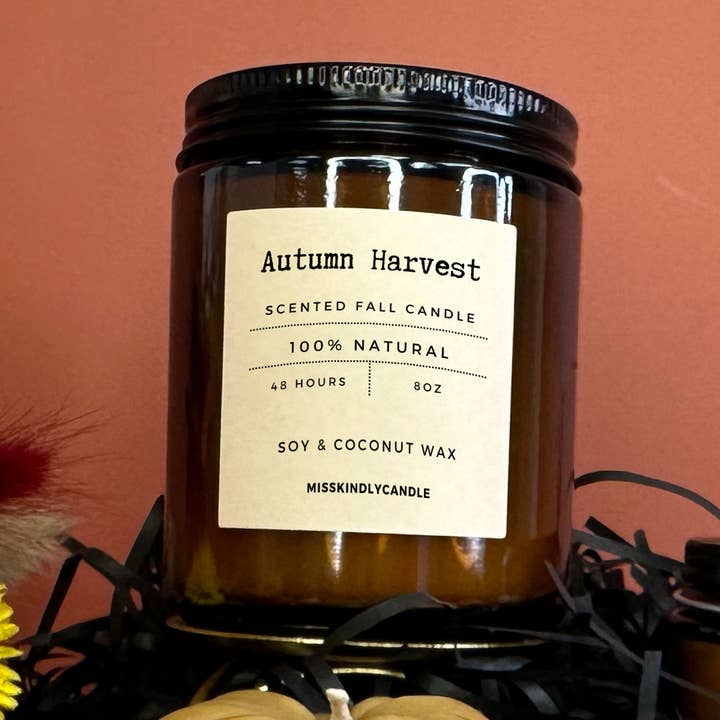 Autumn Harvest
SCENTED FALL CANDLE
100% NATURAL
48 HOURS 8OZ
SOY & COCONUT WAX
MISSKINDLYCANDLE